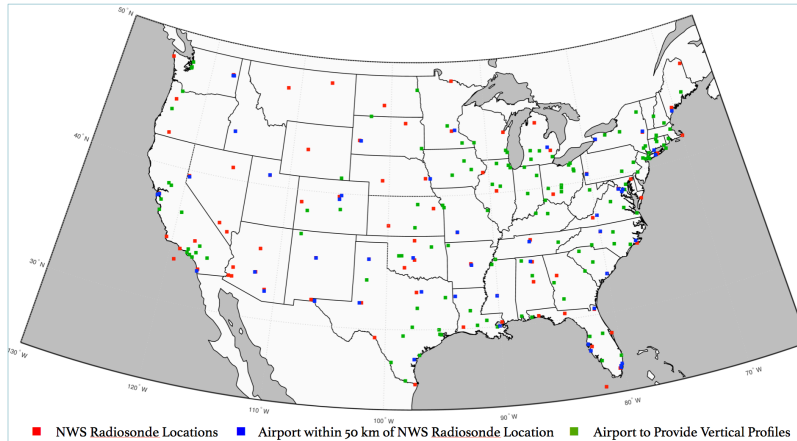 50° N
40° N
30° N
130° W
120° W
110° W
100° W
90° W
80° W
70° W
NWS Radiosonde Locations
Airport within 50 km of NWS Radiosonde Location
Airport to Provide Vertical Profiles